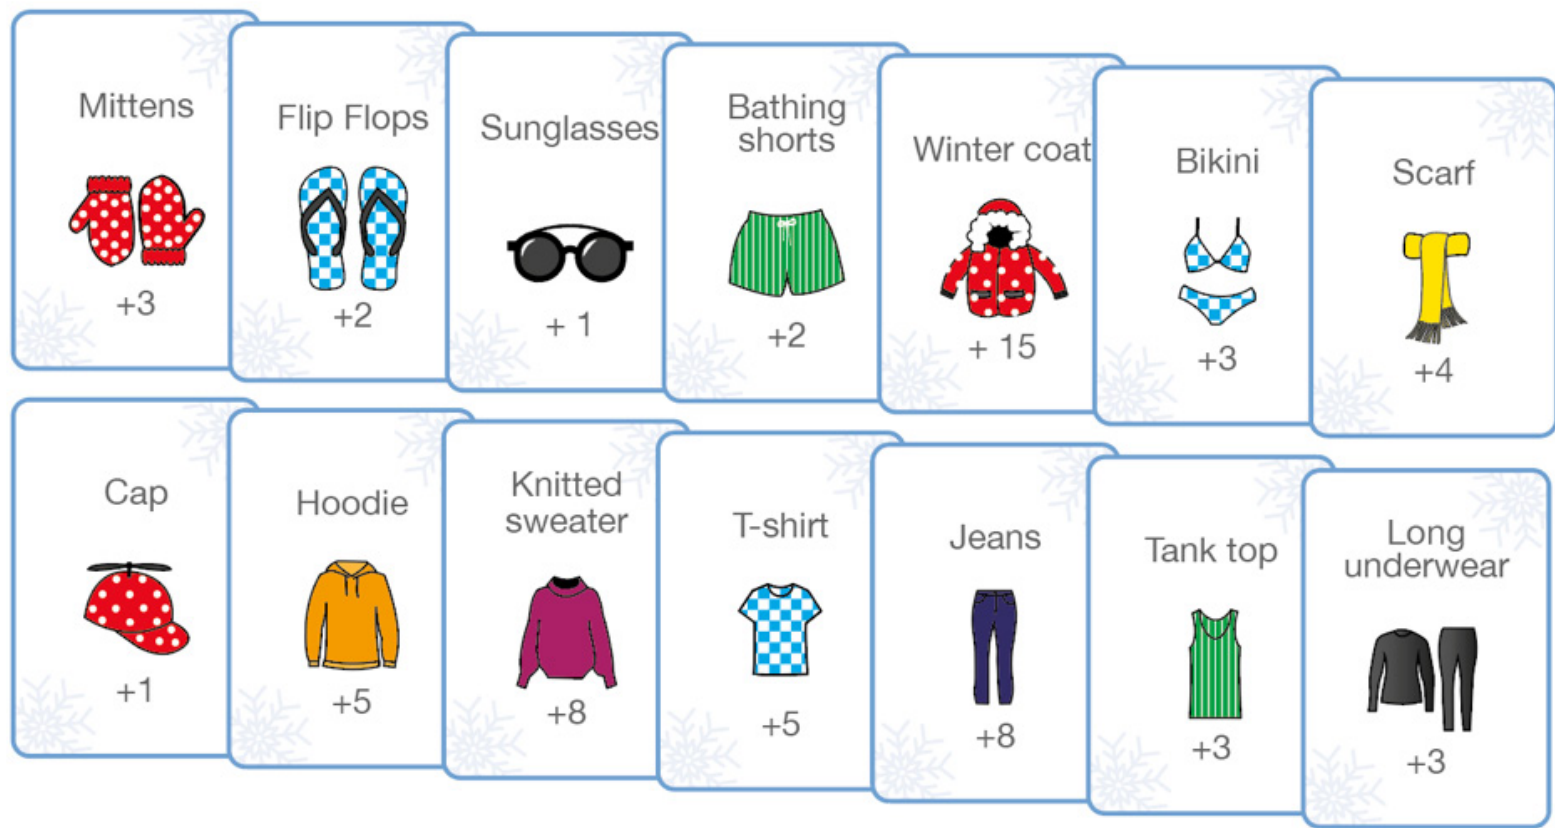 Mittens
+3
Flip Flops
+2
Sunglasses
+ 1
Bathing
shorts
+2
Winter coat
+ 15
Bikini
+3
Scarf
+4
Cap
+1
Hoodie
+5
Knitted
sweater
+8
T-shirt
+5
Jeans
+8
Tank top
+3
Long
underwear
+3